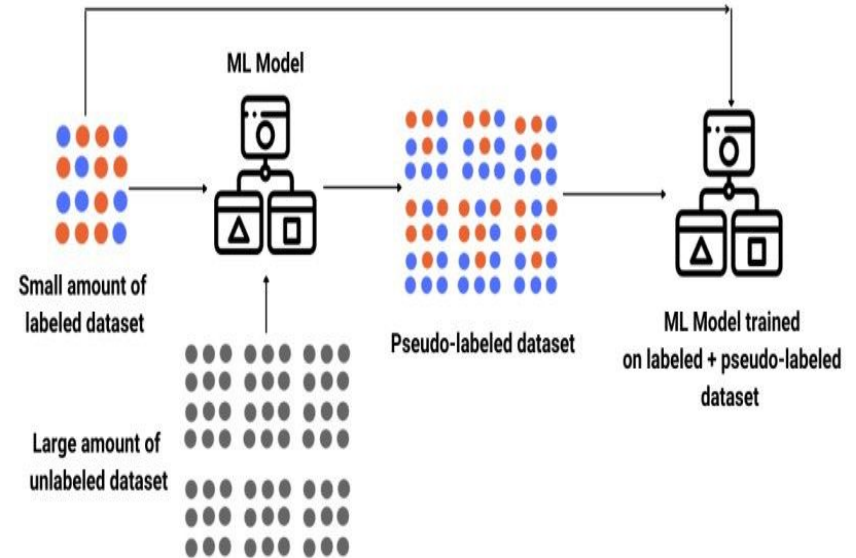 ML Model
Small amount of
labeled dataset
Pseudo-labeled dataset
ML Model trained
on labeled + pseudo-labeled
dataset
Large amount of
unlabeled dataset